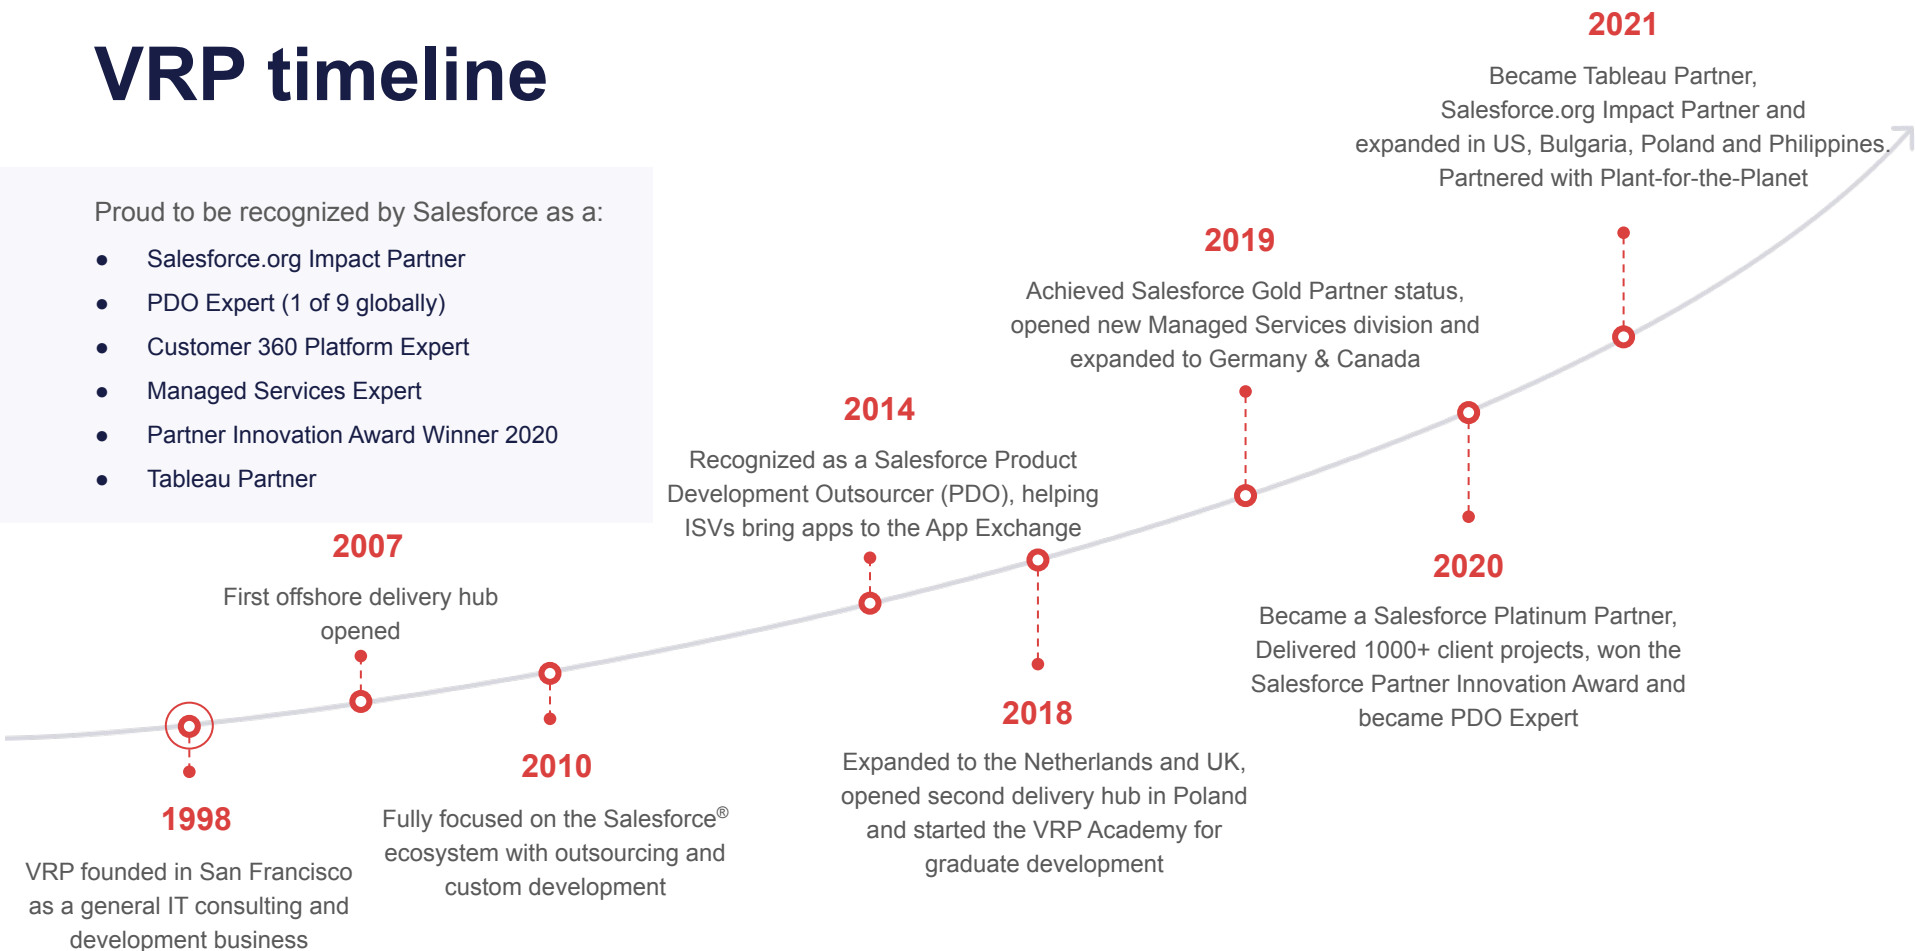 VRP timeline
Proud to be recognized by Salesforce as a:
● Salesforce.org Impact Partner
● PDO Expert (1 of 9 globally)
● Customer 360 Platform Expert
● Managed Services Expert
● Partner Innovation Award Winner 2020
● Tableau Partner
1998
VRP founded in San Francisco
as a general IT consulting and
development business
2007
First offshore delivery hub
opened
2010
Fully focused on the Salesforce®
ecosystem with outsourcing and
custom development
2014
Recognized as a Salesforce Product
Development Outsourcer (PDO), helping
ISVs bring apps to the App Exchange
2018
Expanded to the Netherlands and UK,
opened second delivery hub in Poland
and started the VRP Academy for
graduate development
2019
Achieved Salesforce Gold Partner status,
opened new Managed Services division and
expanded to Germany & Canada
2020
Became a Salesforce Platinum Partner,
Delivered 1000+ client projects, won the
Salesforce Partner Innovation Award and
became PDO Expert
2021
Became Tableau Partner,
Salesforce.org Impact Partner and
expanded in US, Bulgaria, Poland and Philippines.
Partnered with Plant-for-the-Planet